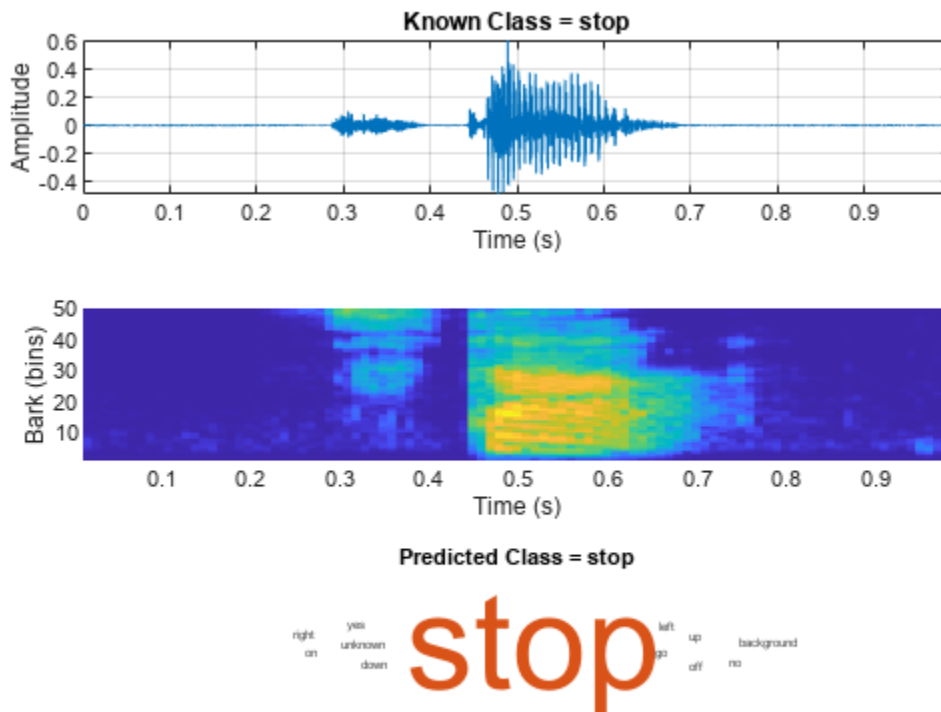 Known Class = stop
0.6
0.4
0.2
0
-0.2
-0.4
Amplitude
0 0.1 0.2 0.3 0.4 0.5 0.6 0.7 0.8 0.9
Time (s)
50
40
30
20
10
Bark (bins)
0.1 0.2 0.3 0.4 0.5 0.6 0.7 0.8 0.9
Time (s)
Predicted Class = stop
right
yes
on
unknown
down
stop
left
up
go
off
background
no